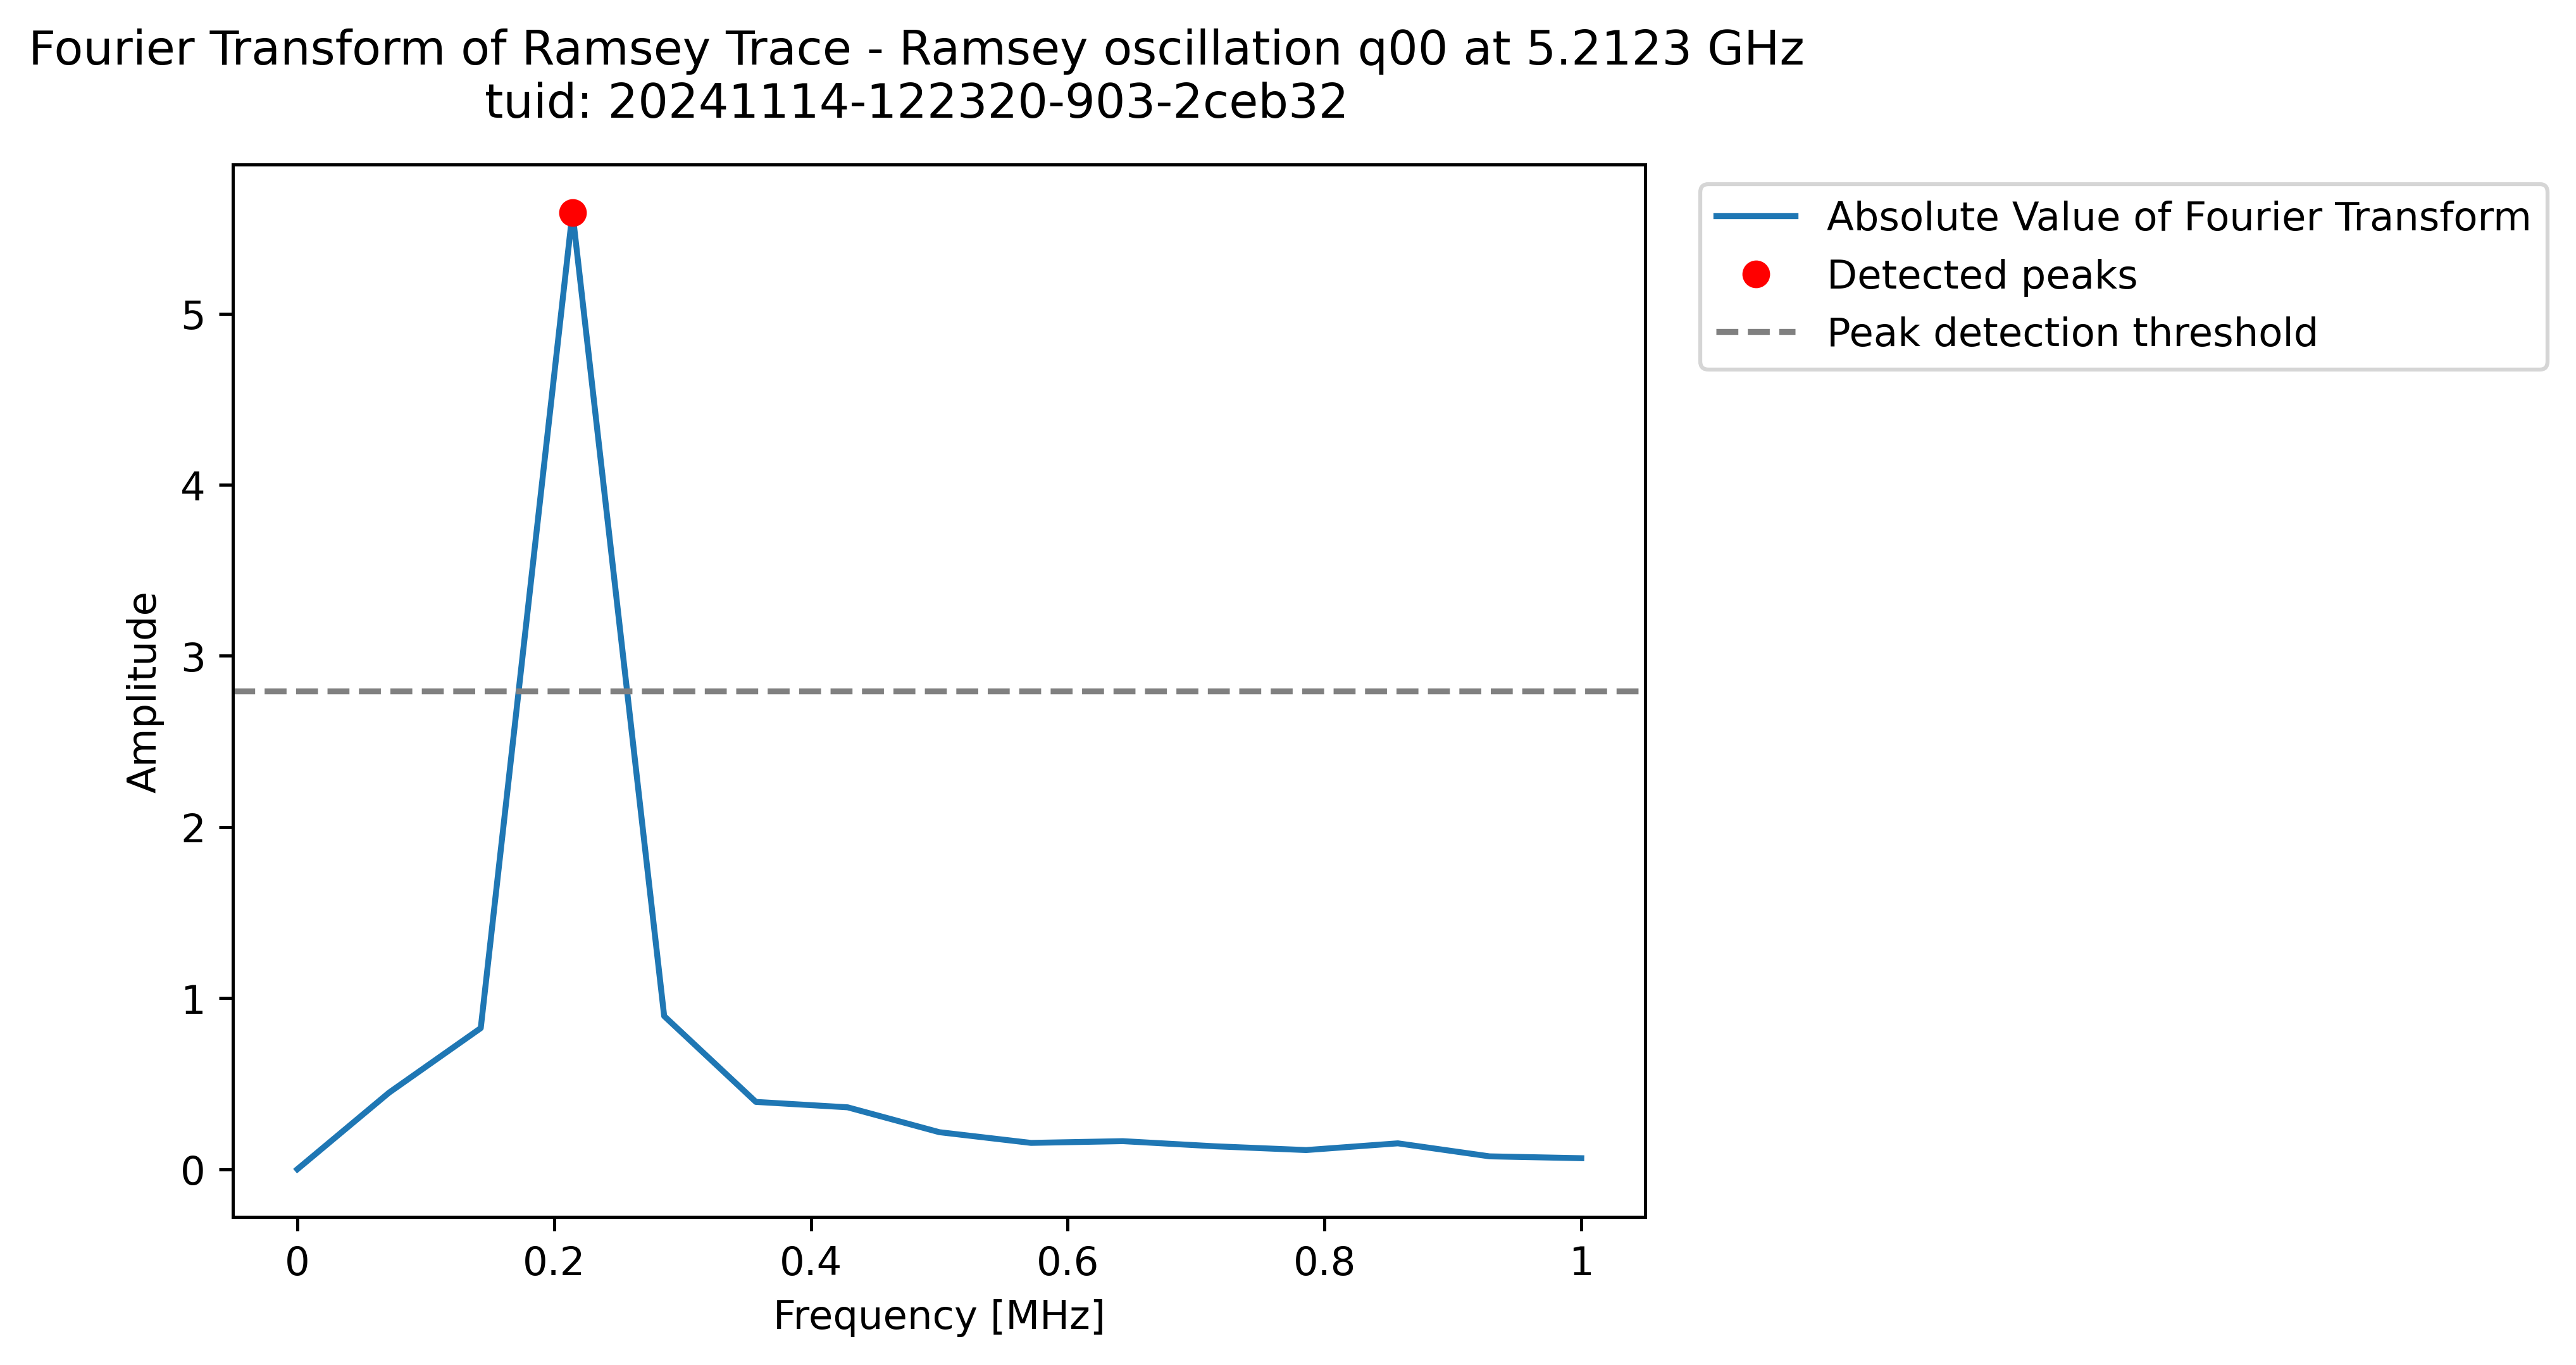 Fourier Transform of Ramsey Trace - Ramsey oscillation q00 at 5.2123 GHz
tuid: 20241114-122320-903-2ceb32
Absolute Value of Fourier Transform
Detected peaks
Peak detection threshold
Amplitude
5
4
3
2
1
0
0
0.2
0.4
0.6
0.8
1
Frequency [MHz]